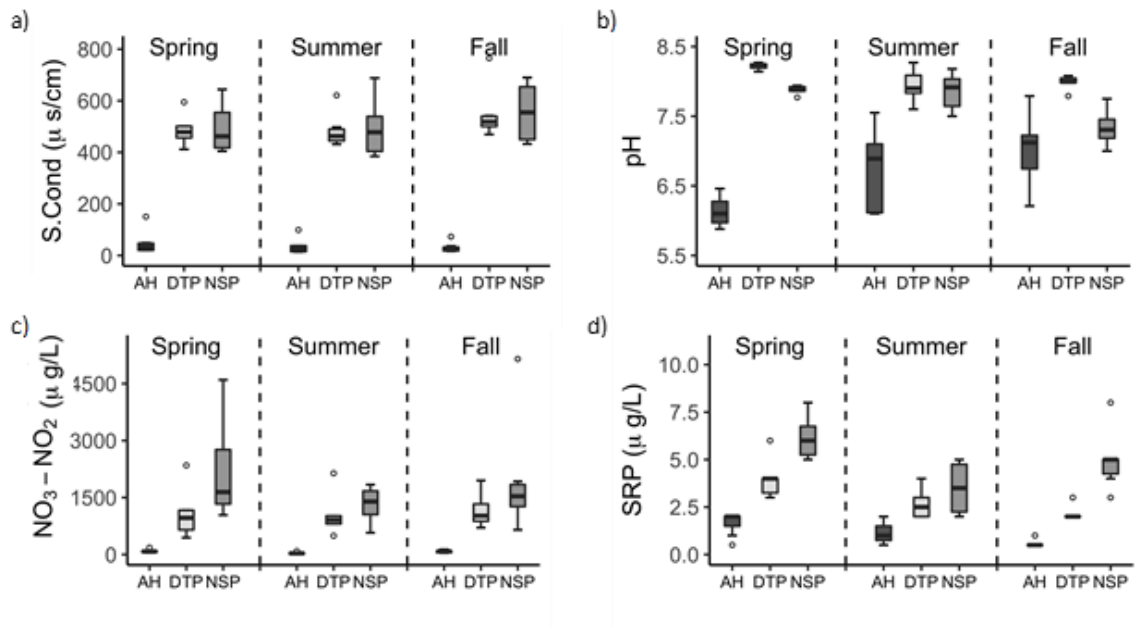 a)
Spring Summer Fall
800
600
400
200
0
S.Cond (μ s/cm)
AH DTP NSP AH DTP NSP AH DTP NSP
b)
Spring Summer Fall
8.5
7.5
6.5
5.5
pH
AH DTP NSP AH DTP NSP AH DTP NSP
c)
Spring Summer Fall
4500
3000
1500
0
NO₃ – NO₂ (μ g/L)
AH DTP NSP AH DTP NSP AH DTP NSP
d)
Spring Summer Fall
10.0
7.5
5.0
2.5
0.0
SRP (μ g/L)
AH DTP NSP AH DTP NSP AH DTP NSP